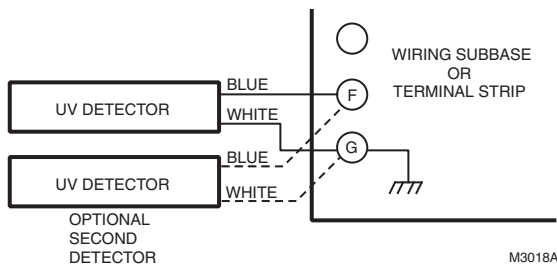 BLUE
UV DETECTOR
WHITE
BLUE
UV DETECTOR
WHITE
OPTIONAL
SECOND
DETECTOR
F
G
WIRING SUBBASE
OR
TERMINAL STRIP
M3018A